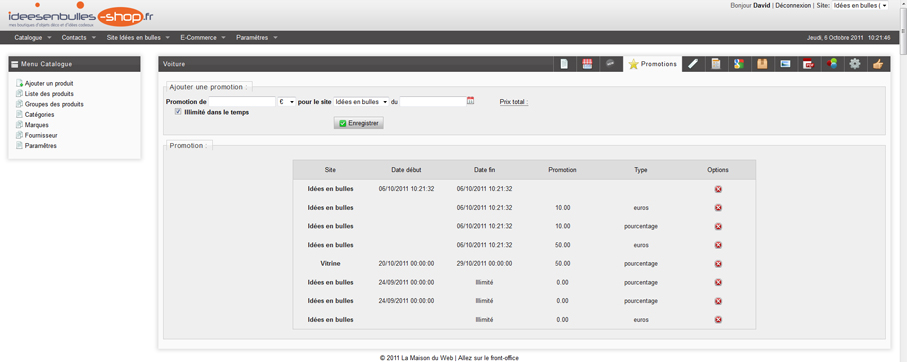 ideesenbulles-shop.fr
mes boutiques d'objets déco et d'idées cadeaux
Bonjour David | Déconnexion | Site: Idées en bulles (
Catalogue Contacts Site Idées en bulles E-Commerce Paramètres
Jeudi, 6 Octobre 2011 10:21:46
Menu Catalogue
Ajouter un produit
Liste des produits
Groupes des produits
Catégories
Marques
Fournisseur
Paramètres
Voiture Promotions
Ajouter une promotion :
Promotion de € pour le site Idées en bulles du Prix total :
Illimité dans le temps
Enregistrer
Promotion :
Site Date début Date fin Promotion Type Options
Idées en bulles 06/10/2011 10:21:32 06/10/2011 10:21:32
Idées en bulles 06/10/2011 10:21:32 10.00 euros
Idées en bulles 06/10/2011 10:21:32 10.00 pourcentage
Idées en bulles 06/10/2011 10:21:32 50.00 euros
Vitrine 20/10/2011 00:00:00 29/10/2011 00:00:00 50.00 pourcentage
Idées en bulles 24/09/2011 00:00:00 Illimité 0.00 pourcentage
Idées en bulles 24/09/2011 00:00:00 Illimité 0.00 pourcentage
Idées en bulles Illimité 0.00 euros
© 2011 La Maison du Web | Allez sur le front-office